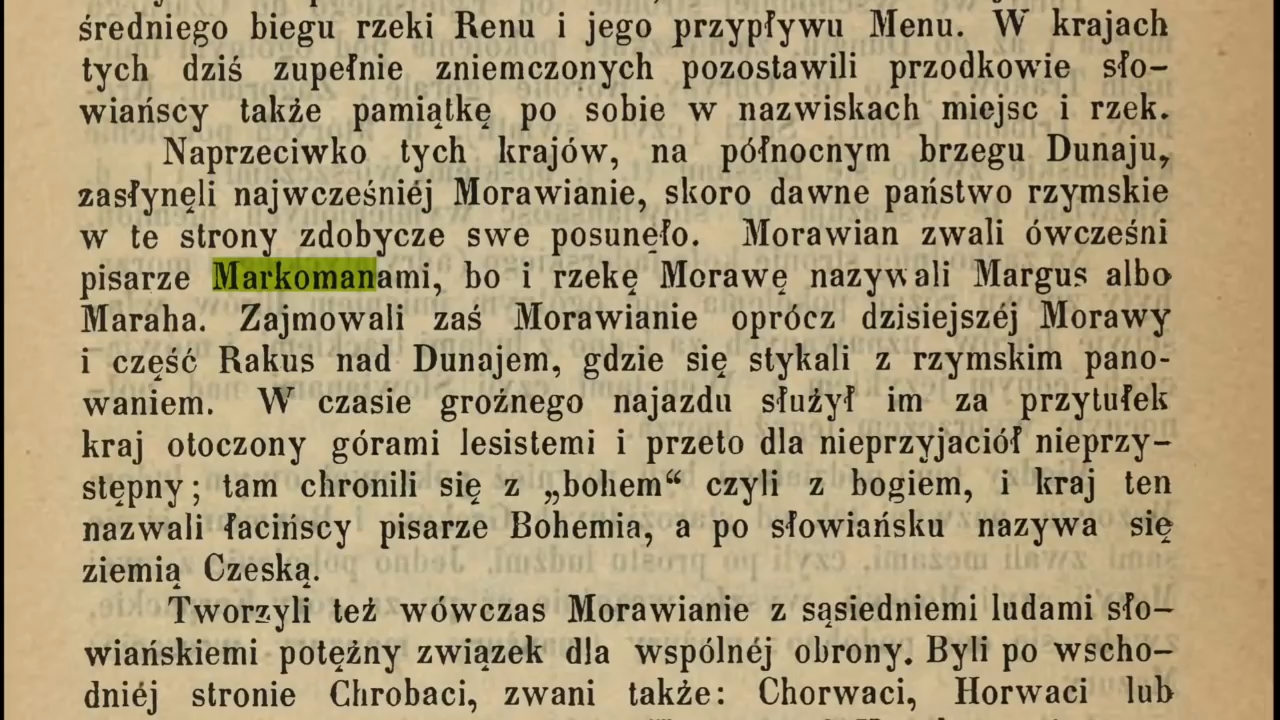 średniego biegu rzeki Renu i jego przypływu Menu. W krajach
tych dziś zupełnie zniemczonych pozostawili przodkowie sło-
wiańscy także pamiątkę po sobie w nazwiskach miejsc i rzek.
Naprzeciwko tych krajów, na północnym brzegu Dunaju,
zasłynęli najwcześniéj Morawianie, skoro dawne państwo rzymskie
w te strony zdobycze swe posunęło. Morawian zwali ówcześni
pisarze Markomanami, bo i rzekę Morawę nazywali Margus albo
Maraha. Zajmowali zaś Morawianie oprócz dzisiejszéj Morawy
i część Rakus nad Dunajem, gdzie się stykali z rzymskim pano-
waniem. W czasie groźnego najazdu służył im za przytułek
kraj otoczony górami lesistemi i przeto dla nieprzyjaciół nieprzy-
stępny; tam chronili się z „bohem“ czyli z bogiem, i kraj ten
nazwali łacińscy pisarze Bohemia, a po słowiańsku nazywa się
ziemią Czeską.
Tworzyli też wówczas Morawianie z sąsiedniemi ludami sło-
wiańskiemi potężny związek dla wspólnéj obrony. Byli po wscho-
dniéj stronie Chrobaci, zwani także: Chorwaci, Horwaci lub